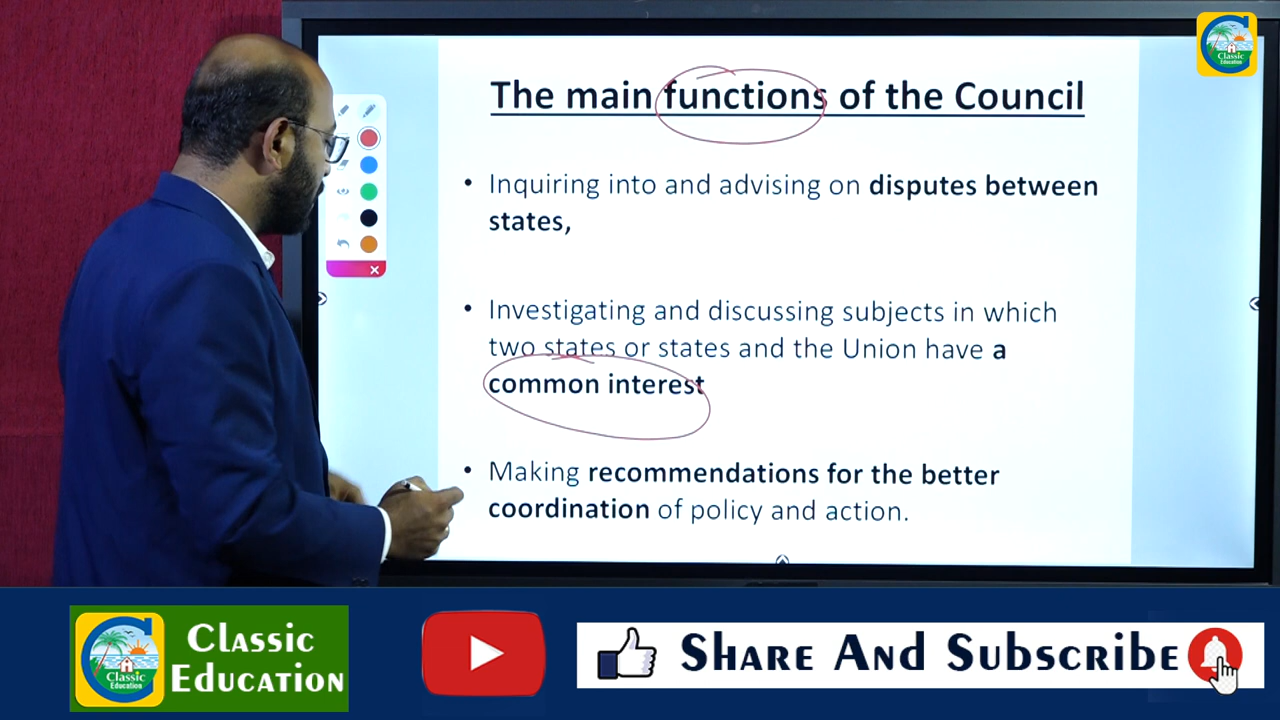 Classic
Education
The main functions of the Council
• Inquiring into and advising on disputes between
states,
• Investigating and discussing subjects in which
two states or states and the Union have a
common interest
• Making recommendations for the better
coordination of policy and action.
Classic
Education
Classic
Education
Share And Subscribe